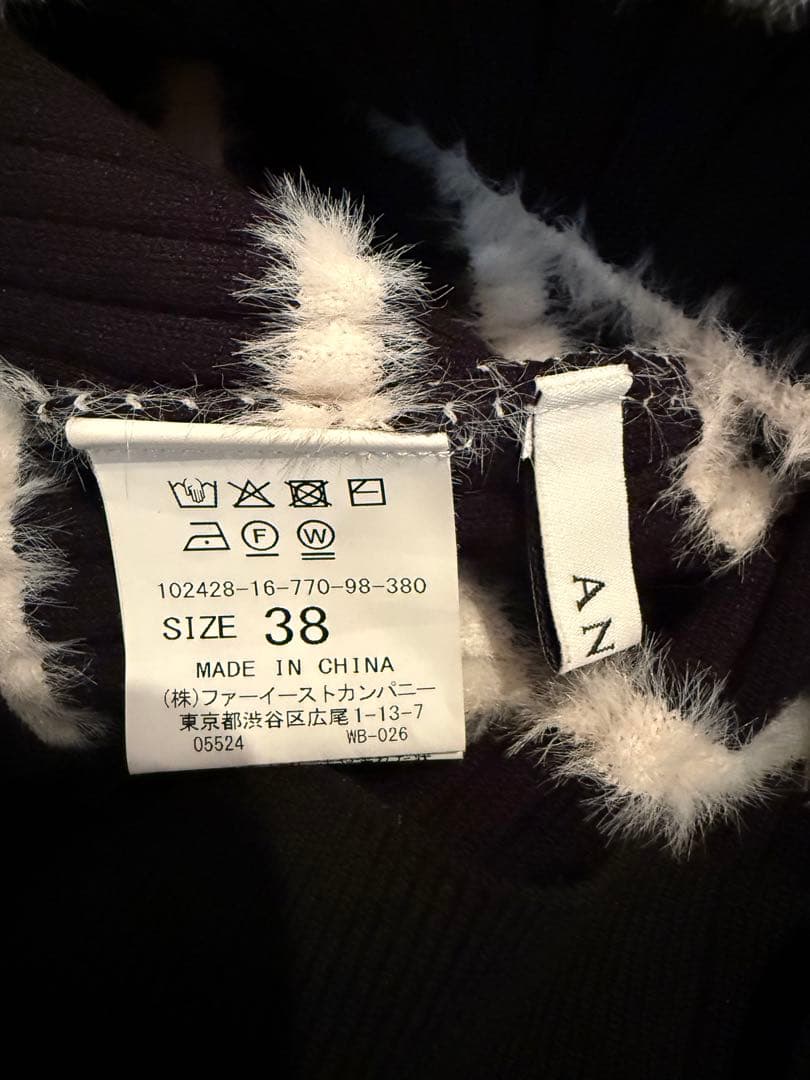 F W
102428-16-770-98-380
SIZE 38
MADE IN CHINA
(株)ファーイーストカンパニー
東京都渋谷区広尾1-13-7
05524 WB-026
AN